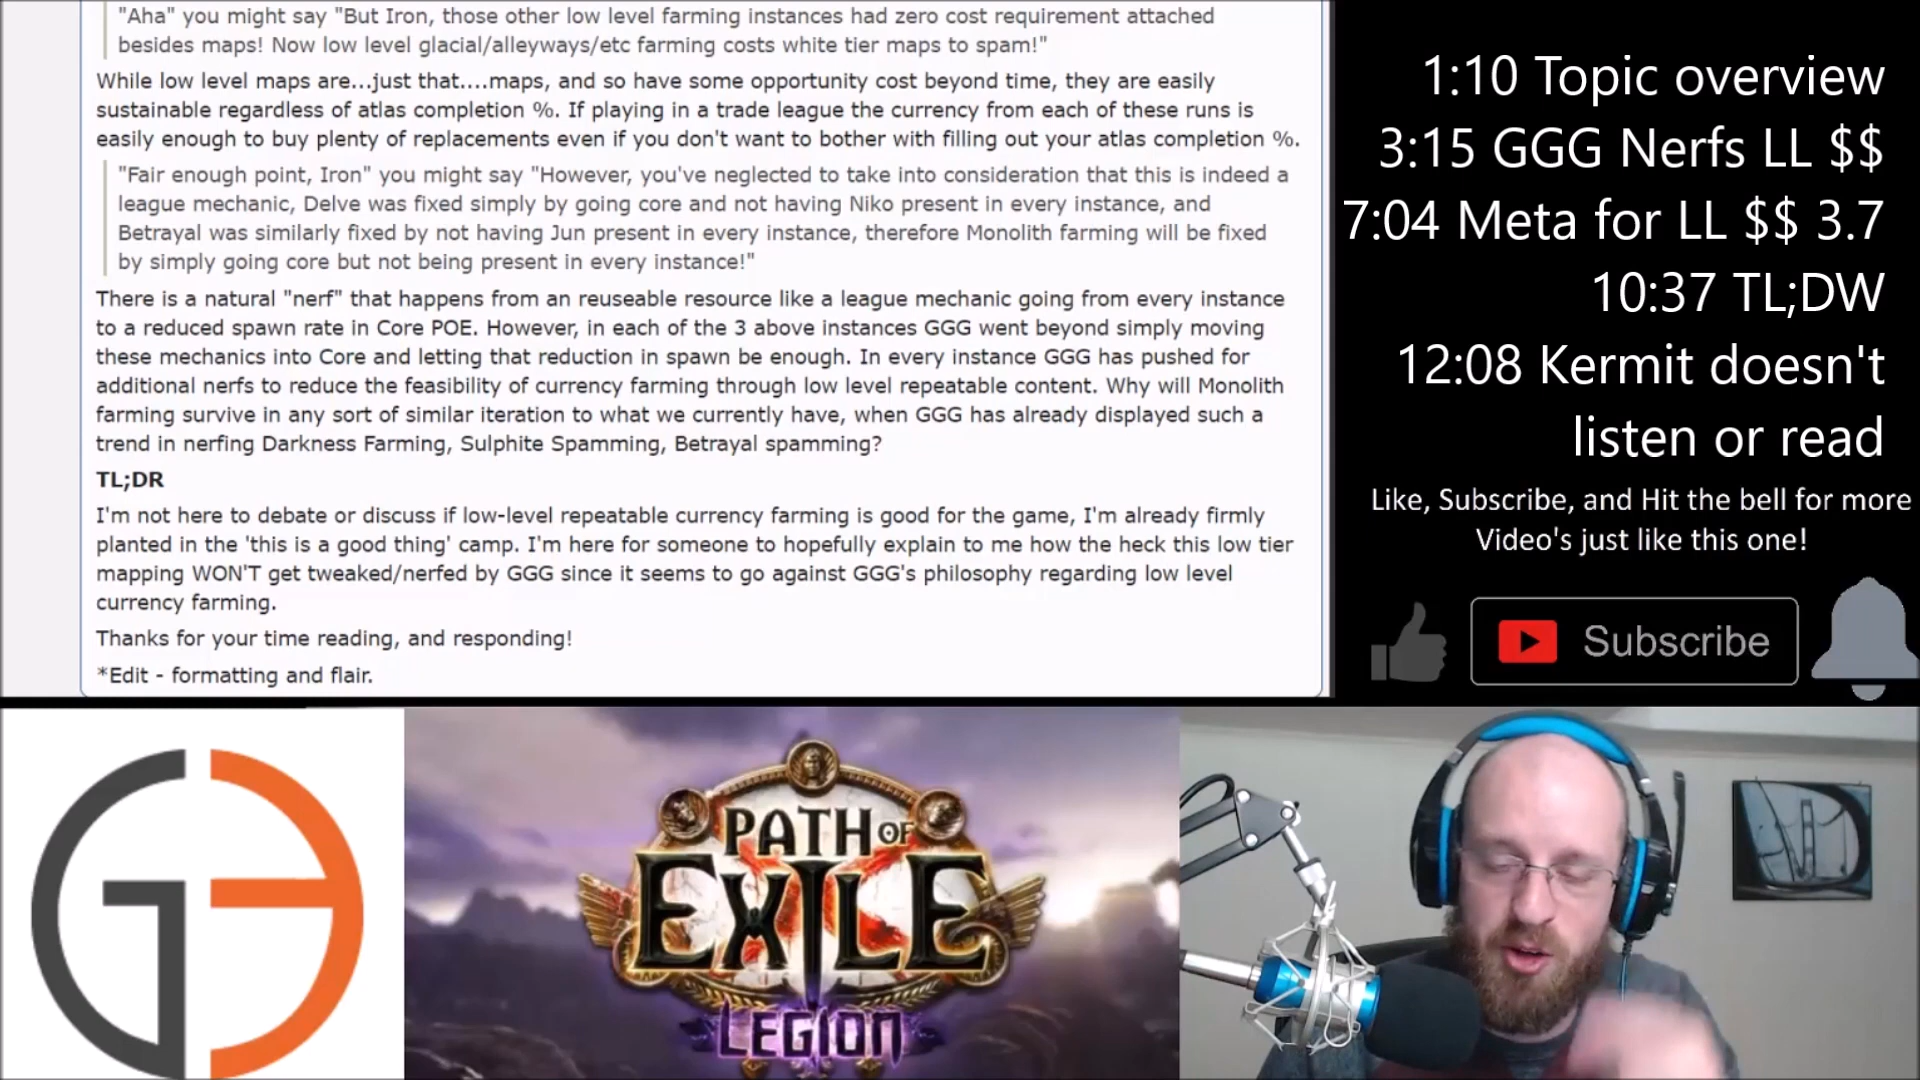 "Aha" you might say "But Iron, those other low level farming instances had zero cost requirement attached
besides maps! Now low level glacial/alleyways/etc farming costs white tier maps to spam!"
While low level maps are...just that....maps, and so have some opportunity cost beyond time, they are easily
sustainable regardless of atlas completion %. If playing in a trade league the currency from each of these runs is
easily enough to buy plenty of replacements even if you don't want to bother with filling out your atlas completion %.
"Fair enough point, Iron" you might say "However, you've neglected to take into consideration that this is indeed a
league mechanic, Delve was fixed simply by going core and not having Niko present in every instance, and
Betrayal was similarly fixed by not having Jun present in every instance, therefore Monolith farming will be fixed
by simply going core but not being present in every instance!"
There is a natural "nerf" that happens from an reuseable resource like a league mechanic going from every instance
to a reduced spawn rate in Core POE. However, in each of the 3 above instances GGG went beyond simply moving
these mechanics into Core and letting that reduction in spawn be enough. In every instance GGG has pushed for
additional nerfs to reduce the feasibility of currency farming through low level repeatable content. Why will Monolith
farming survive in any sort of similar iteration to what we currently have, when GGG has already displayed such a
trend in nerfing Darkness Farming, Sulphite Spamming, Betrayal spamming?
TL;DR
I'm not here to debate or discuss if low-level repeatable currency farming is good for the game, I'm already firmly
planted in the 'this is a good thing' camp. I'm here for someone to hopefully explain to me how the heck this low tier
mapping WON'T get tweaked/nerfed by GGG since it seems to go against GGG's philosophy regarding low level
currency farming.
Thanks for your time reading, and responding!
*Edit - formatting and flair.
1:10 Topic overview
3:15 GGG Nerfs LL $$
7:04 Meta for LL $$ 3.7
10:37 TL;DW
12:08 Kermit doesn't
listen or read
Like, Subscribe, and Hit the bell for more
Video's just like this one!
Subscribe
PATH OF
EXILE
LEGION